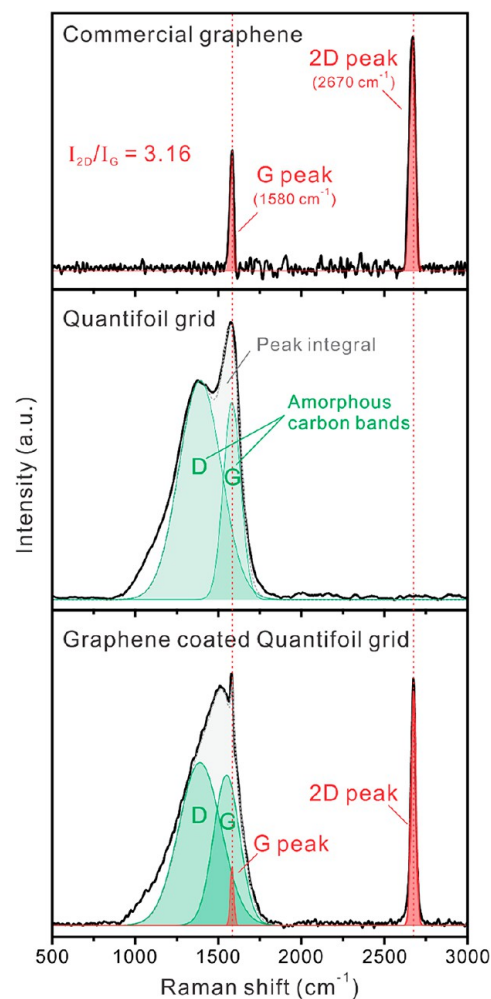 Commercial graphene
2D peak
(2670 cm⁻¹)
I₂D/IG = 3.16
G peak
(1580 cm⁻¹)
Quantifoil grid
Peak integral
Amorphous
carbon bands
D
G
Graphene coated Quantifoil grid
D
G
2D peak
G peak
Intensity (a.u.)
500 1000 1500 2000 2500 3000
Raman shift (cm⁻¹)